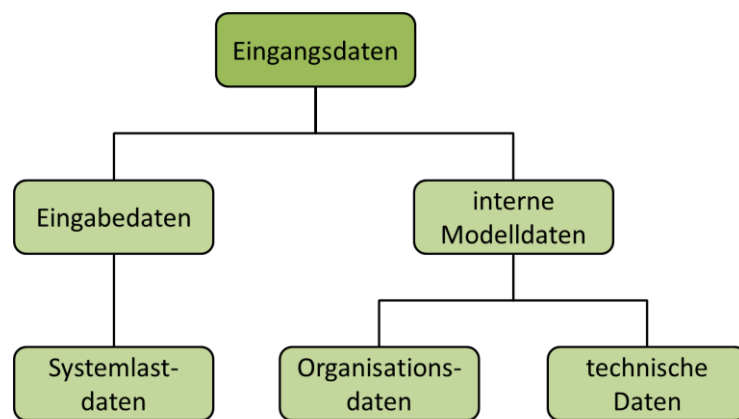 Eingangsdaten
Eingabedaten
interne
Modelldaten
Systemlast-
daten
Organisations-
daten
technische
Daten